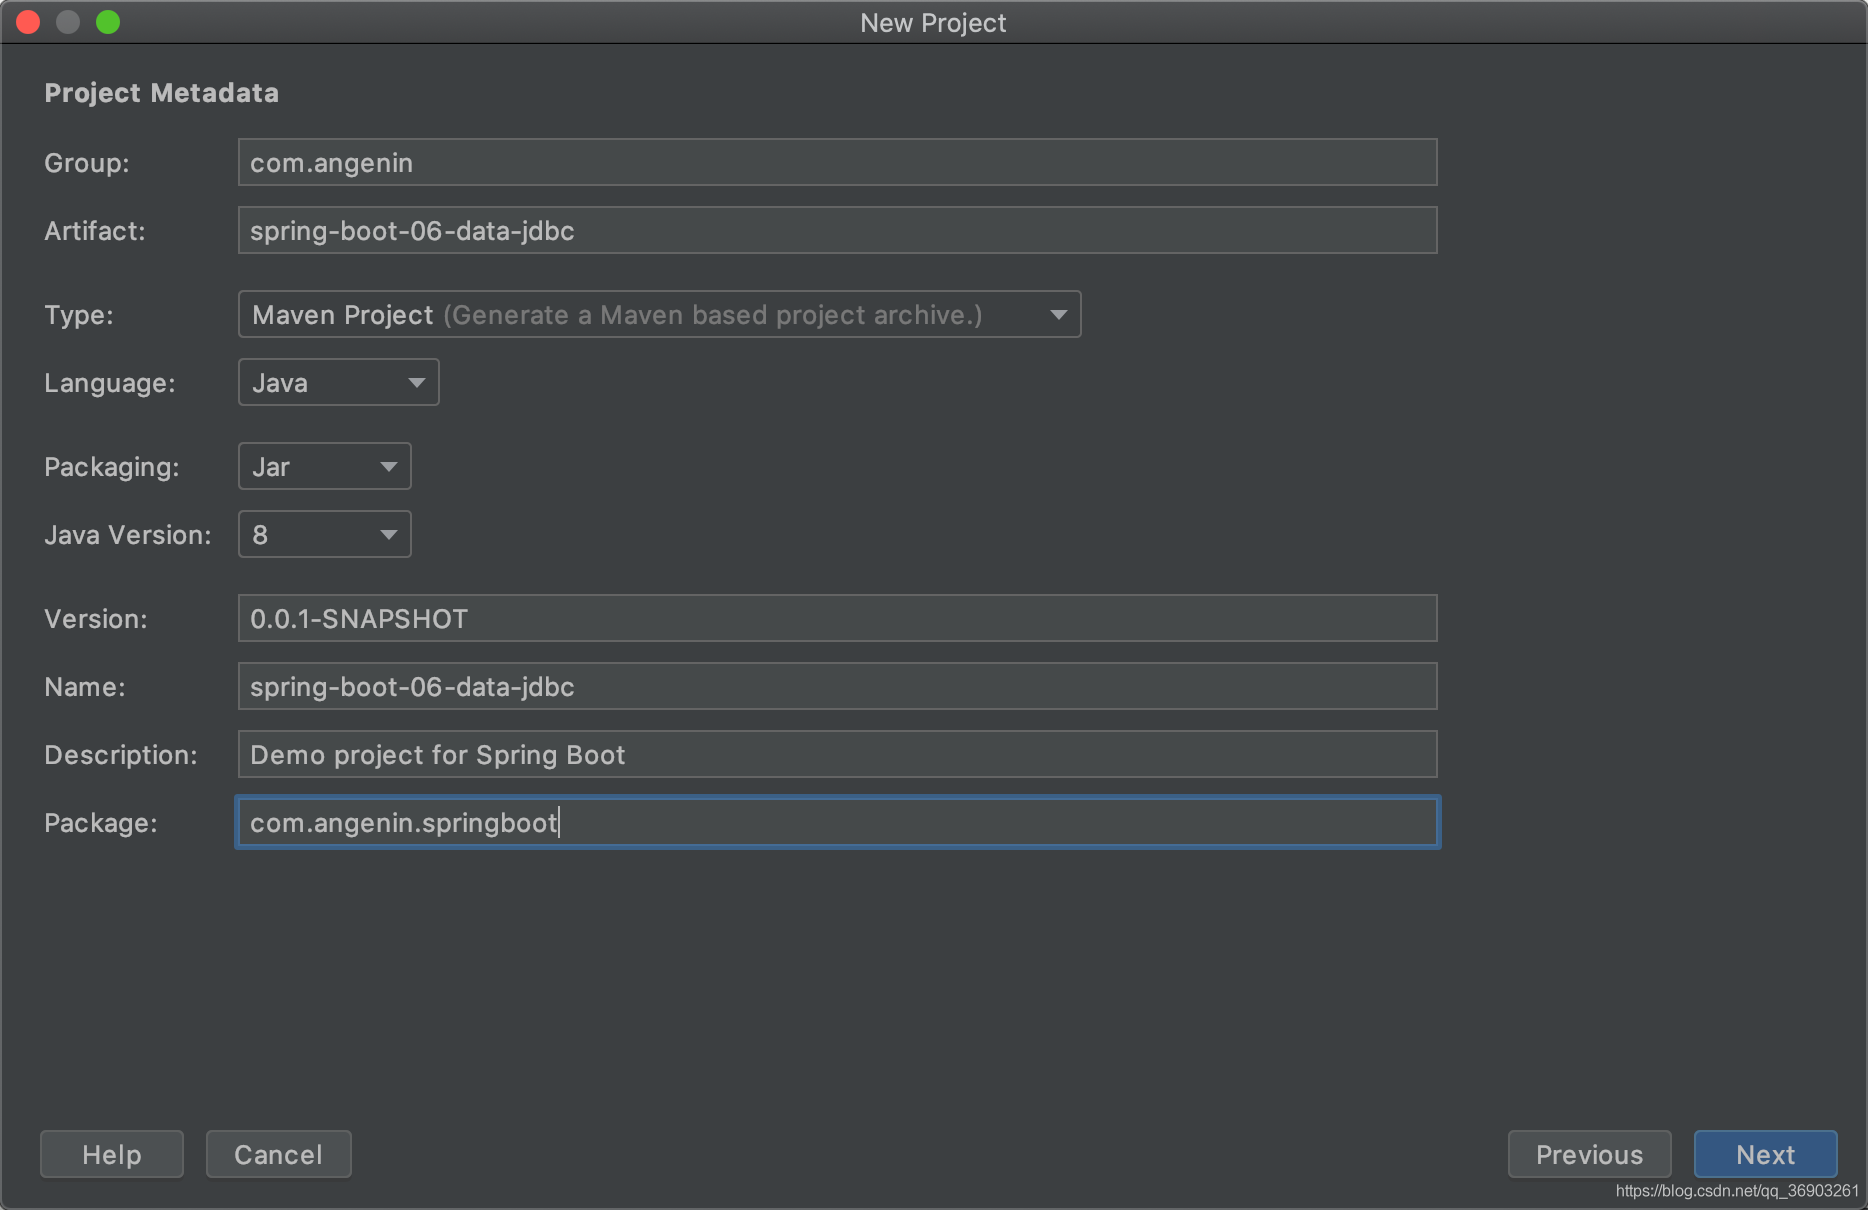 New Project
Project Metadata
Group: com.angenin
Artifact: spring-boot-06-data-jdbc
Type: Maven Project (Generate a Maven based project archive.)
Language: Java
Packaging: Jar
Java Version: 8
Version: 0.0.1-SNAPSHOT
Name: spring-boot-06-data-jdbc
Description: Demo project for Spring Boot
Package: com.angenin.springboot
Help Cancel Previous Next
https://blog.csdn.net/qq_36903261